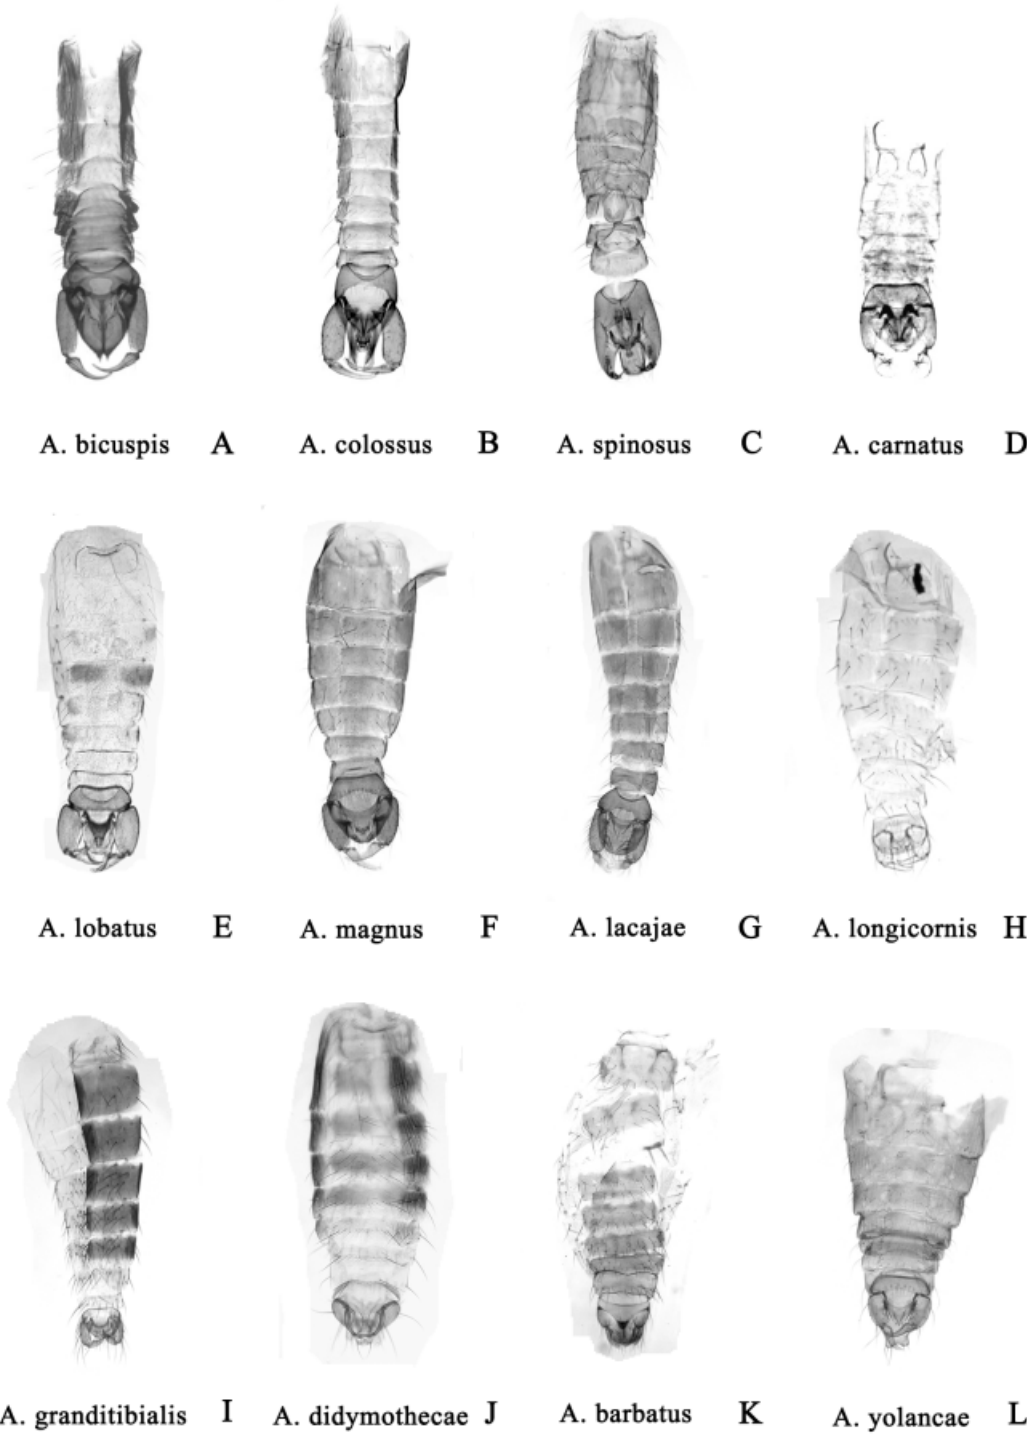 A. bicuspis A A. colossus B A. spinosus C A. carnatus D
A. lobatus E A. magnus F A. lacajae G A. longicornis H
A. granditibialis I A. didymothecae J A. barbatus K A. yolancae L